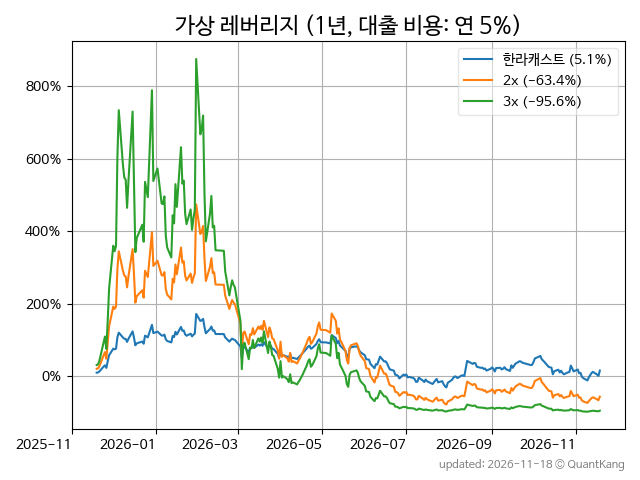 가상 레버리지 (1년, 대출 비용: 연 5%)
한라캐스트 (5.1%)
2x (-63.4%)
3x (-95.6%)
800%
600%
400%
200%
0%
2025-11 2026-01 2026-03 2026-05 2026-07 2026-09 2026-11
updated: 2026-11-18 © QuantKang